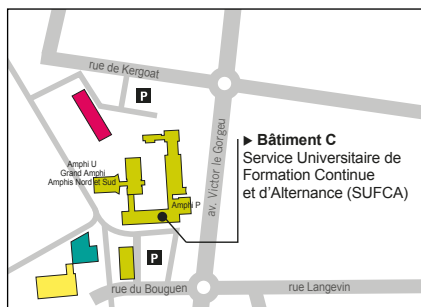 rue de Kergoat
P
Amphi U
Grand Amphi
Amphis Nord et Sud
Amphi P
av. Victor le Gorgeu
▶ Bâtiment C
Service Universitaire de
Formation Continue
et d'Alternance (SUFCA)
P
rue du Bouguen
rue Langevin